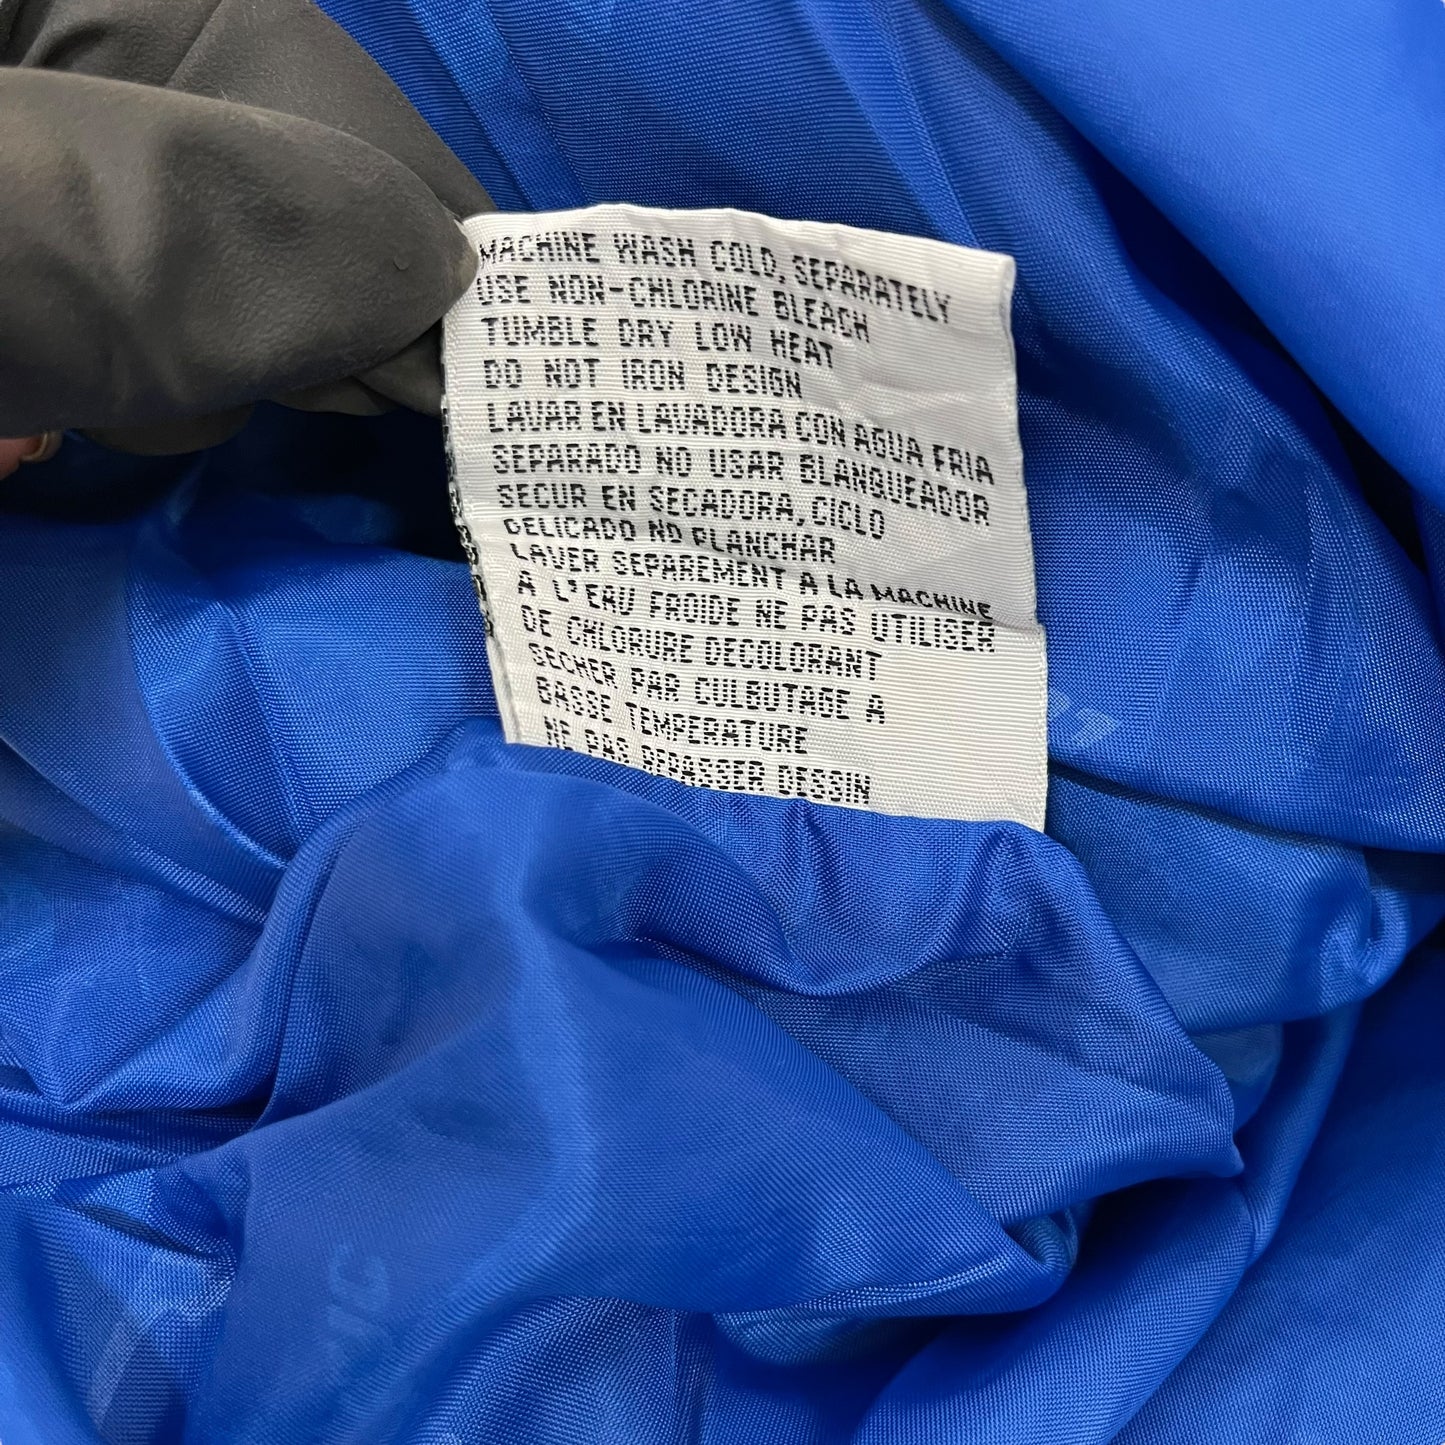 MACHINE WASH COLD, SEPARATELY
USE NON-CHLORINE BLEACH
TUMBLE DRY LOW HEAT
DO NOT IRON DESIGN
LAVAR EN LAVADORA CON AGUA FRIA
SEPARADO NO USAR BLANQUEADOR
SECUR EN SECADORA, CICLO
DELICADO NO PLANCHAR
LAVER SEPAREMENT A LA MACHINE
A L'EAU FROIDE NE PAS UTILISER
DE CHLORURE DECOLORANT
SECHER PAR CULBUTAGE A
BASSE TEMPERATURE
NE PAS REPASSER DESSIN